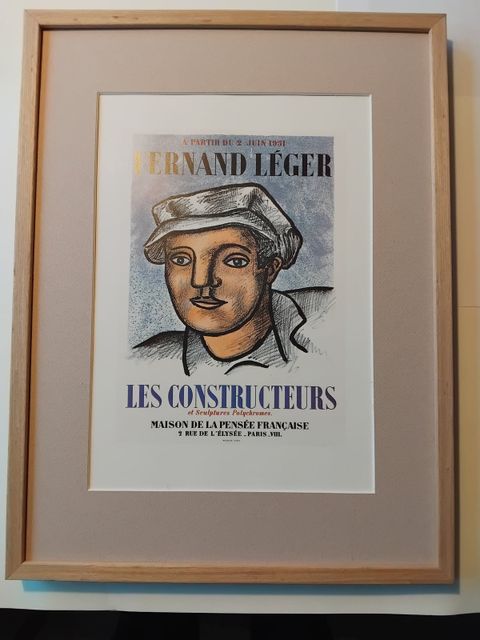 A PARTIR DU 2 JUIN 1951
FERNAND LÉGER
LES CONSTRUCTEURS
et Sculptures Polychromes.
MAISON DE LA PENSÉE FRANÇAISE
2 RUE DE L'ÉLYSÉE . PARIS .VIII.